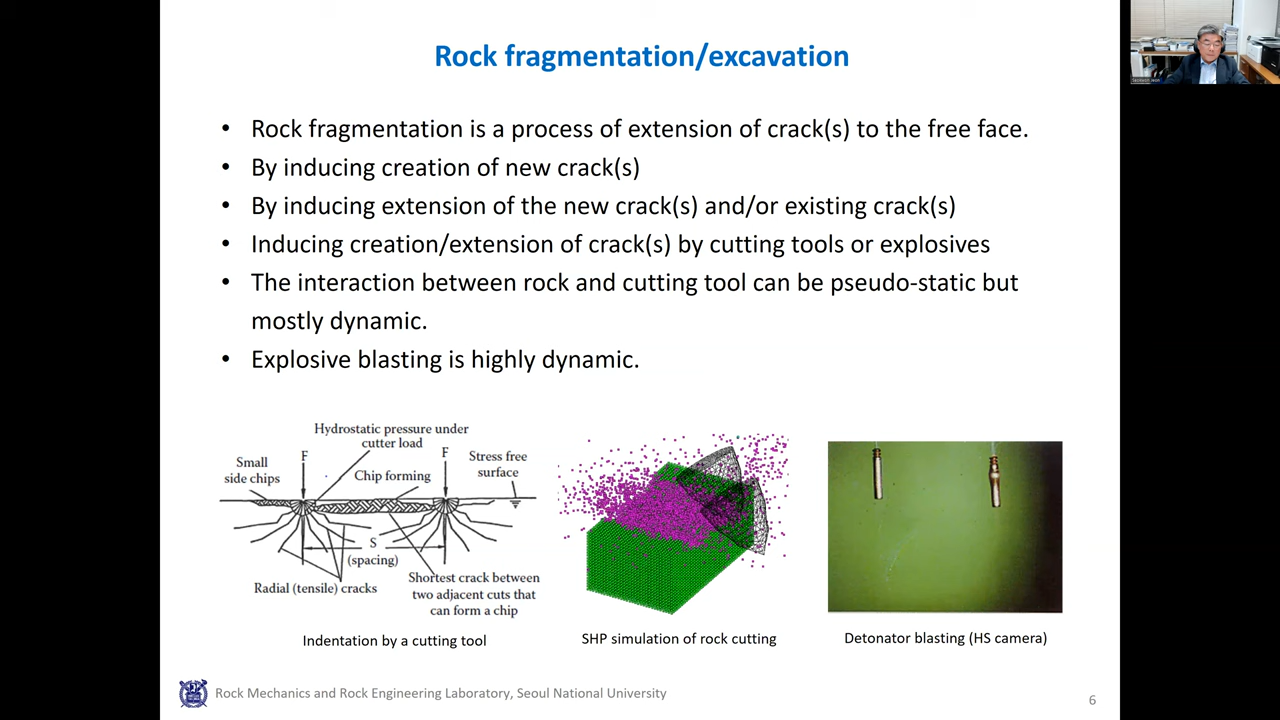 Rock fragmentation/excavation
• Rock fragmentation is a process of extension of crack(s) to the free face.
• By inducing creation of new crack(s)
• By inducing extension of the new crack(s) and/or existing crack(s)
• Inducing creation/extension of crack(s) by cutting tools or explosives
• The interaction between rock and cutting tool can be pseudo-static but
mostly dynamic.
• Explosive blasting is highly dynamic.
Hydrostatic pressure under
cutter load
Small
side chips
F
Chip forming
F
Stress free
surface
S
(spacing)
Radial (tensile) cracks
Shortest crack between
two adjacent cuts that
can form a chip
Indentation by a cutting tool
SHP simulation of rock cutting
Detonator blasting (HS camera)
Rock Mechanics and Rock Engineering Laboratory, Seoul National University
6